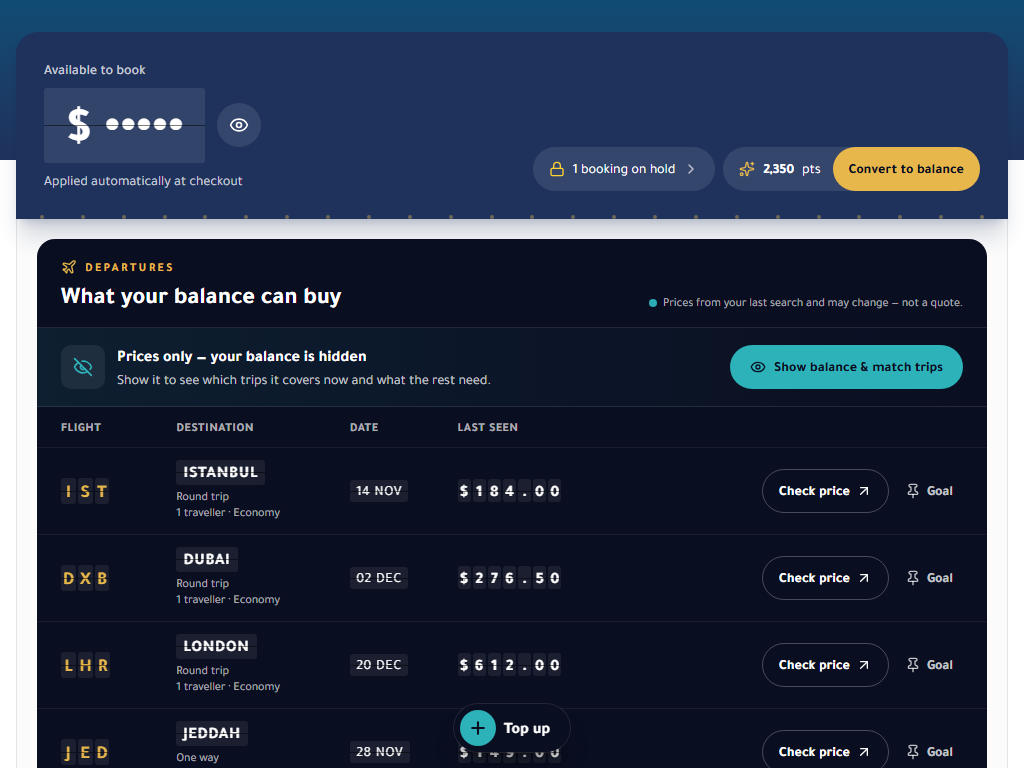 Available to book
$ •••••
Applied automatically at checkout
1 booking on hold
2,350 pts
Convert to balance
DEPARTURES
What your balance can buy
Prices from your last search and may change – not a quote.
Prices only – your balance is hidden
Show it to see which trips it covers now and what the rest need.
Show balance & match trips
FLIGHT DESTINATION DATE LAST SEEN
IST ISTANBUL 14 NOV $184.00 Check price Goal
Round trip
1 traveller · Economy
DXB DUBAI 02 DEC $276.50 Check price Goal
Round trip
1 traveller · Economy
LHR LONDON 20 DEC $612.00 Check price Goal
Round trip
1 traveller · Economy
JED JEDDAH 28 NOV Check price Goal
One way
Top up